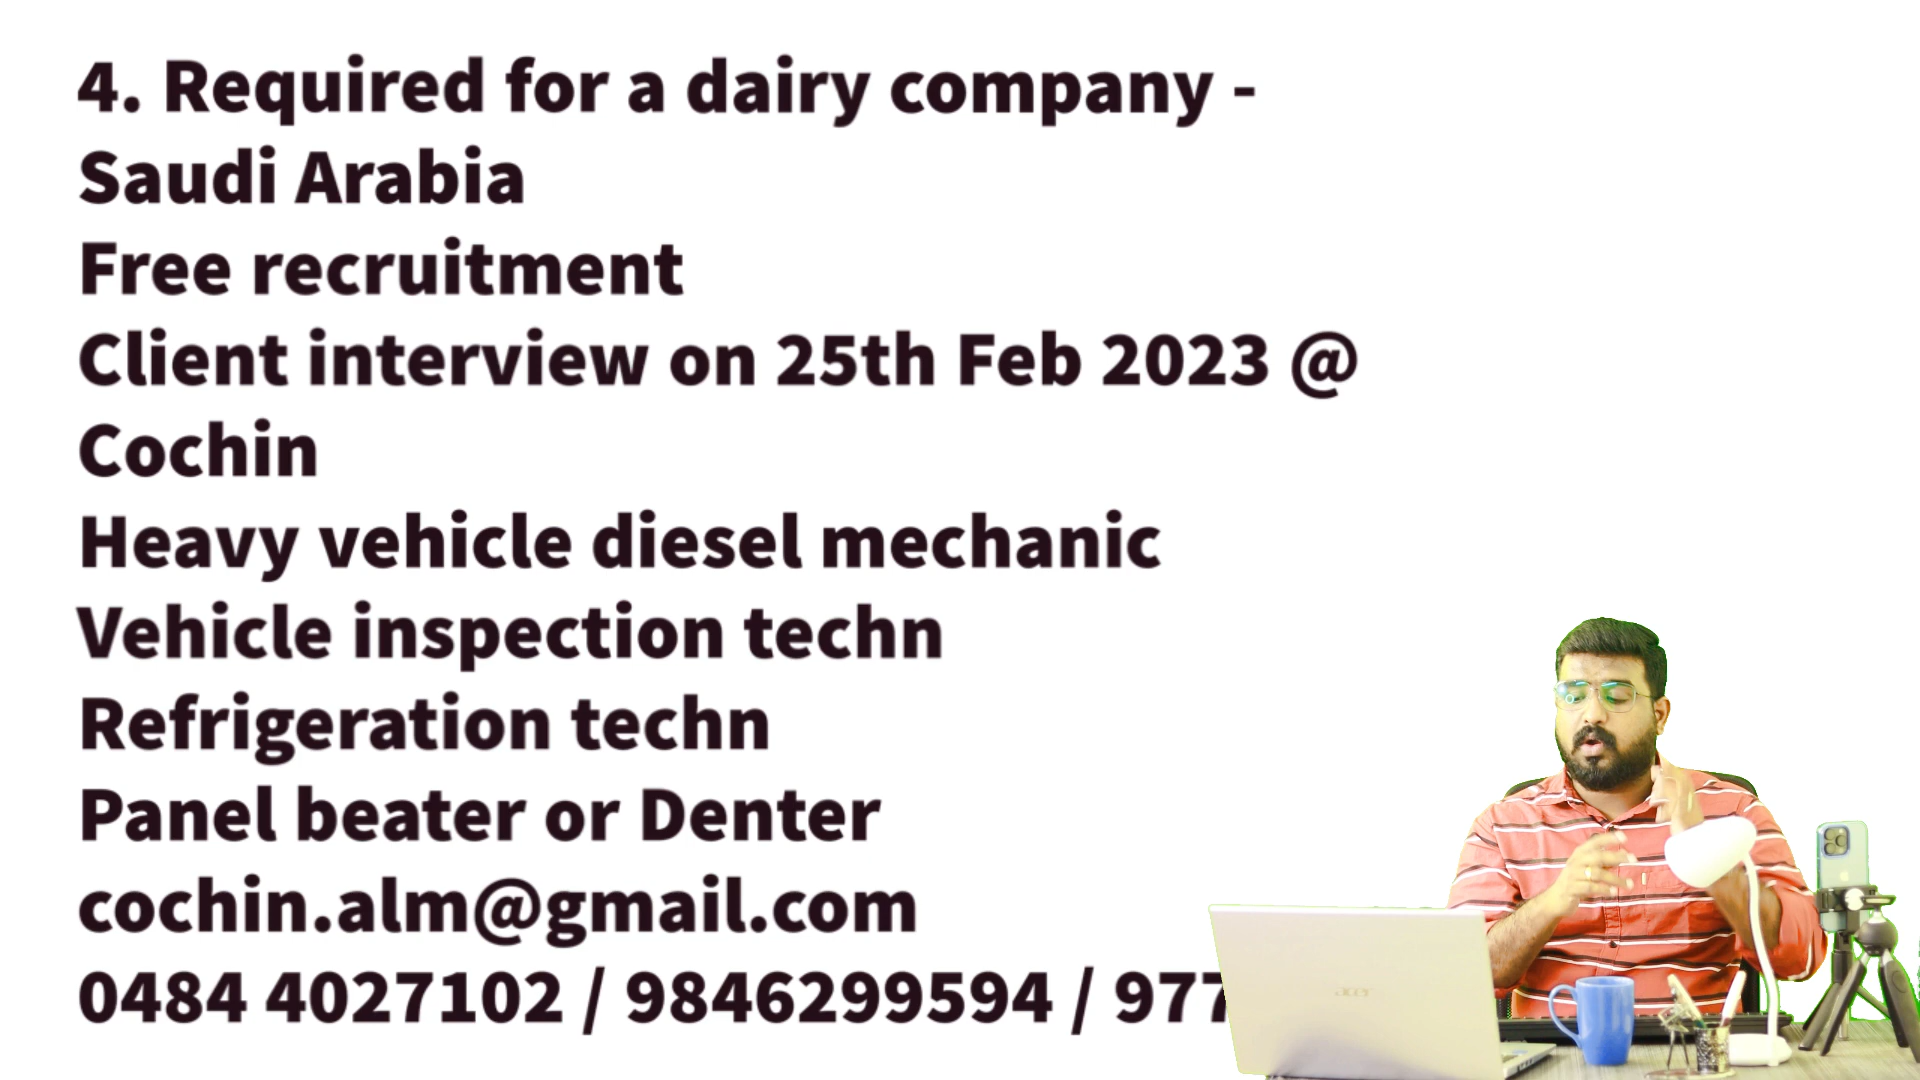 4. Required for a dairy company -
Saudi Arabia
Free recruitment
Client interview on 25th Feb 2023 @
Cochin
Heavy vehicle diesel mechanic
Vehicle inspection techn
Refrigeration techn
Panel beater or Denter
cochin.alm@gmail.com
0484 4027102 / 9846299594 / 977
acer